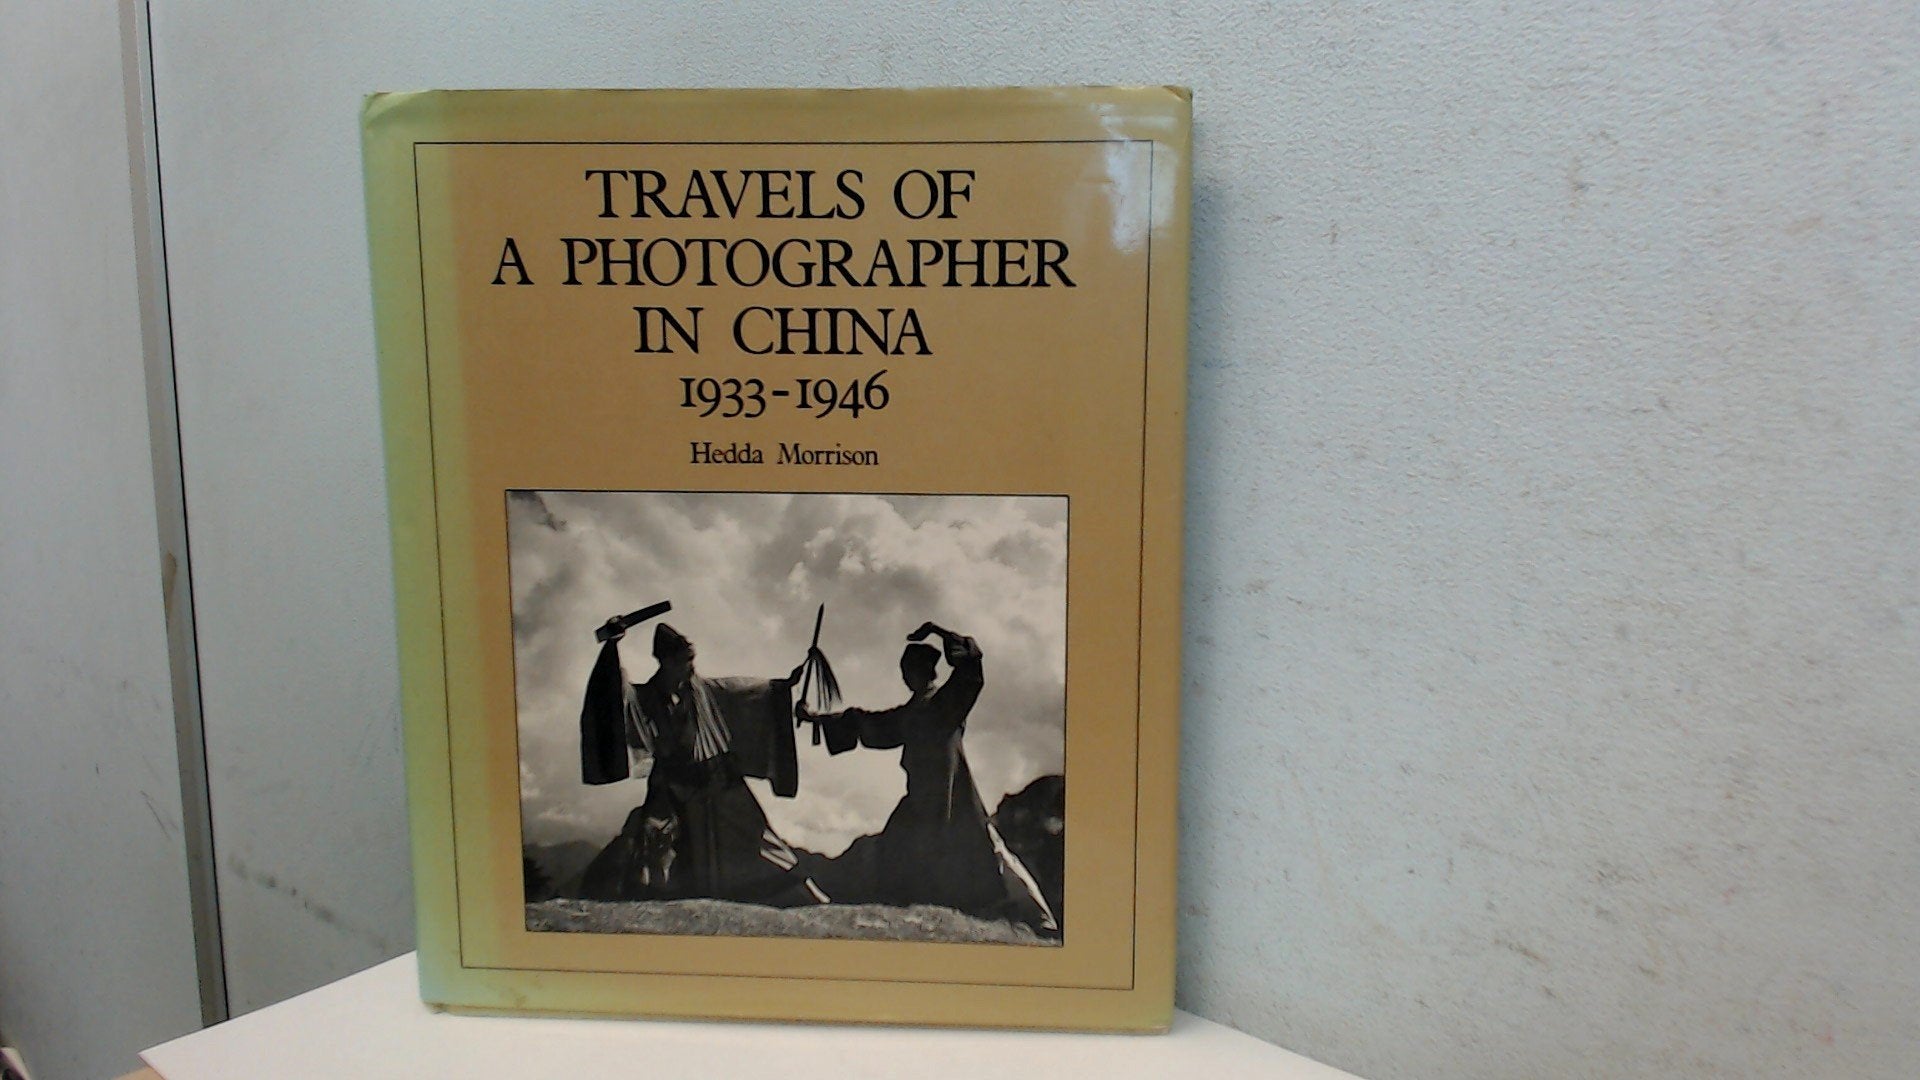 TRAVELS OF
A PHOTOGRAPHER
IN CHINA
1933-1946
Hedda Morrison